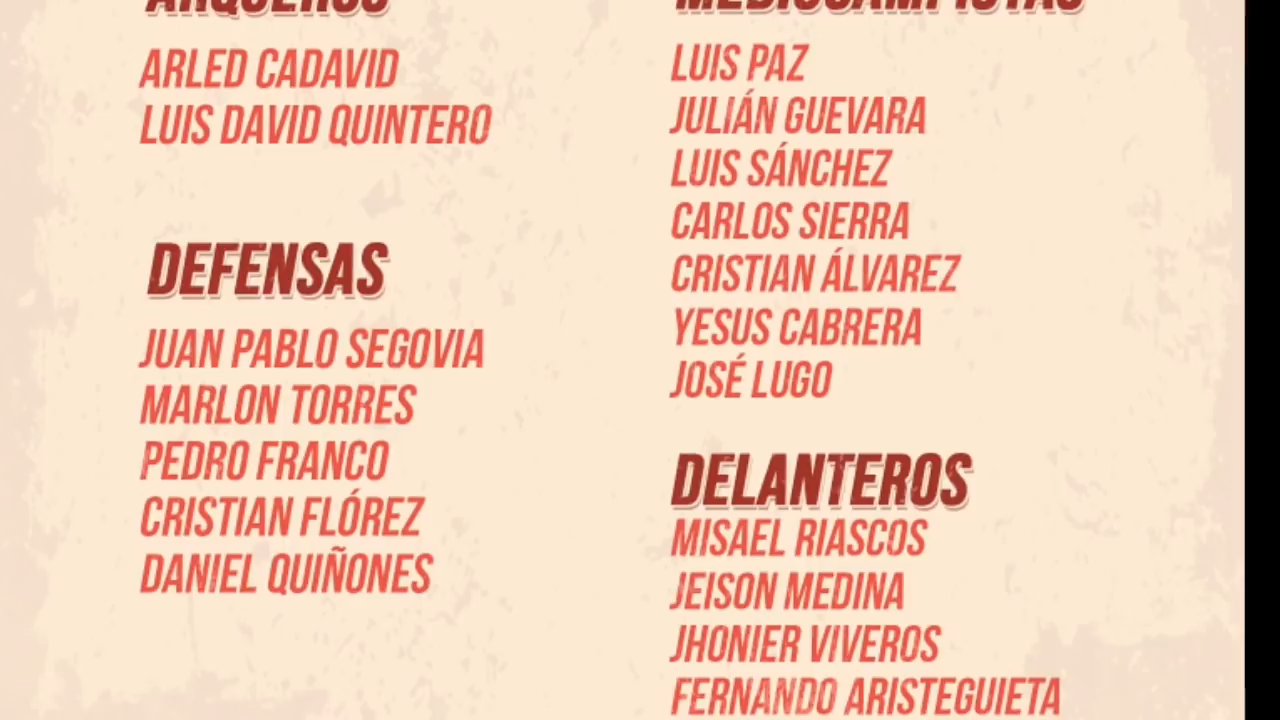 ARQUEROS
ARLED CADAVID
LUIS DAVID QUINTERO
DEFENSAS
JUAN PABLO SEGOVIA
MARLON TORRES
PEDRO FRANCO
CRISTIAN FLÓREZ
DANIEL QUIÑONES
MEDIOCAMPISTAS
LUIS PAZ
JULIÁN GUEVARA
LUIS SÁNCHEZ
CARLOS SIERRA
CRISTIAN ÁLVAREZ
YESUS CABRERA
JOSÉ LUGO
DELANTEROS
MISAEL RIASCOS
JEISON MEDINA
JHONIER VIVEROS
FERNANDO ARISTEGUIETA